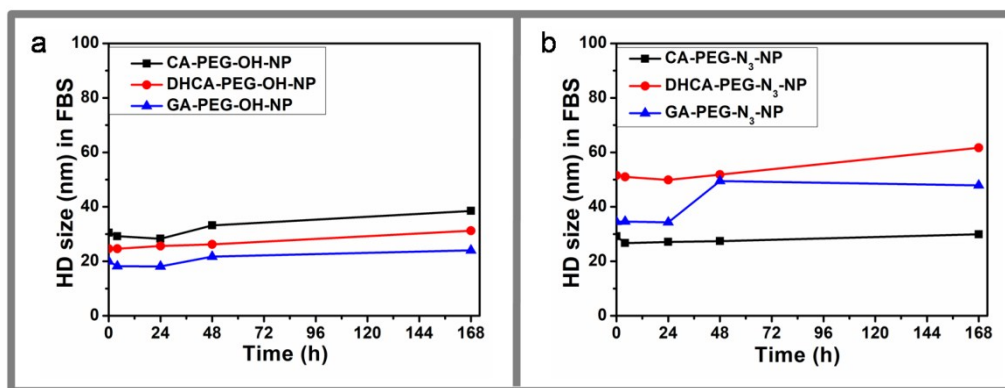 a
CA-PEG-OH-NP
DHCA-PEG-OH-NP
GA-PEG-OH-NP
HD size (nm) in FBS
100
80
60
40
20
0
0 24 48 72 96 120 144 168
Time (h)
b
CA-PEG-N₃-NP
DHCA-PEG-N₃-NP
GA-PEG-N₃-NP
HD size (nm) in FBS
100
80
60
40
20
0
0 24 48 72 96 120 144 168
Time (h)